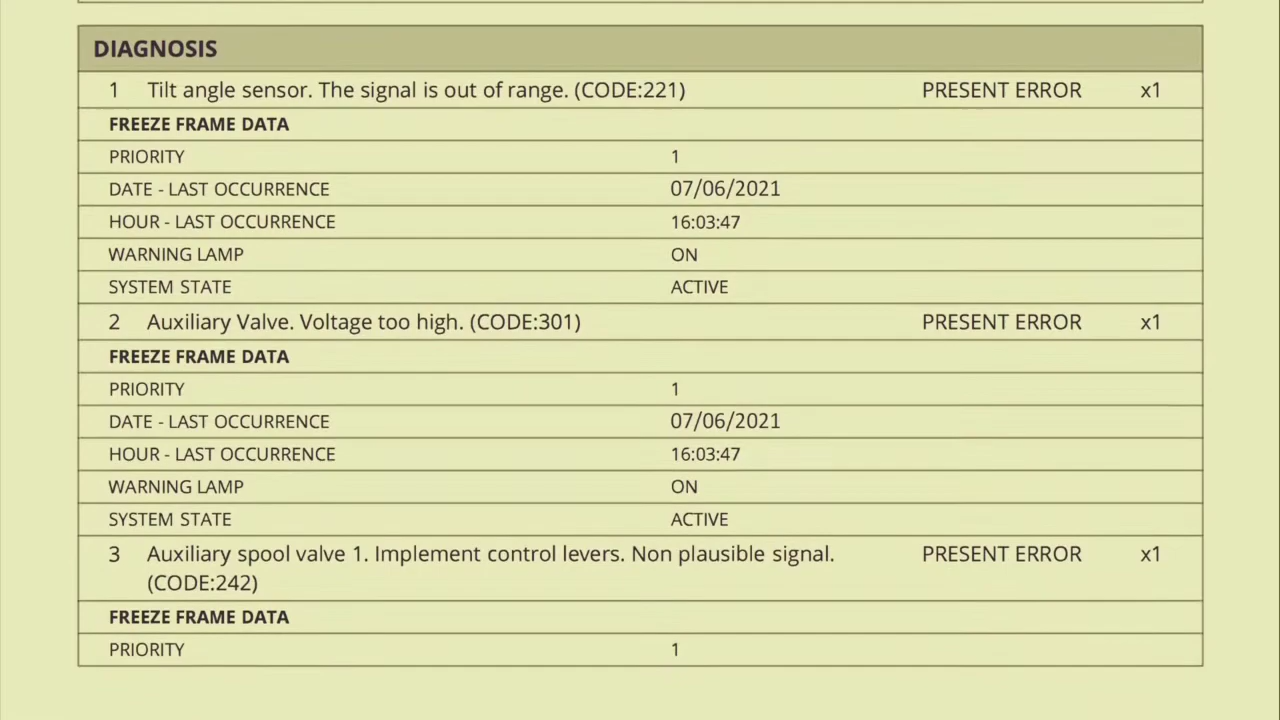 DIAGNOSIS
1 Tilt angle sensor. The signal is out of range. (CODE:221) PRESENT ERROR x1
FREEZE FRAME DATA
PRIORITY 1
DATE - LAST OCCURRENCE 07/06/2021
HOUR - LAST OCCURRENCE 16:03:47
WARNING LAMP ON
SYSTEM STATE ACTIVE
2 Auxiliary Valve. Voltage too high. (CODE:301) PRESENT ERROR x1
FREEZE FRAME DATA
PRIORITY 1
DATE - LAST OCCURRENCE 07/06/2021
HOUR - LAST OCCURRENCE 16:03:47
WARNING LAMP ON
SYSTEM STATE ACTIVE
3 Auxiliary spool valve 1. Implement control levers. Non plausible signal. PRESENT ERROR x1
(CODE:242)
FREEZE FRAME DATA
PRIORITY 1